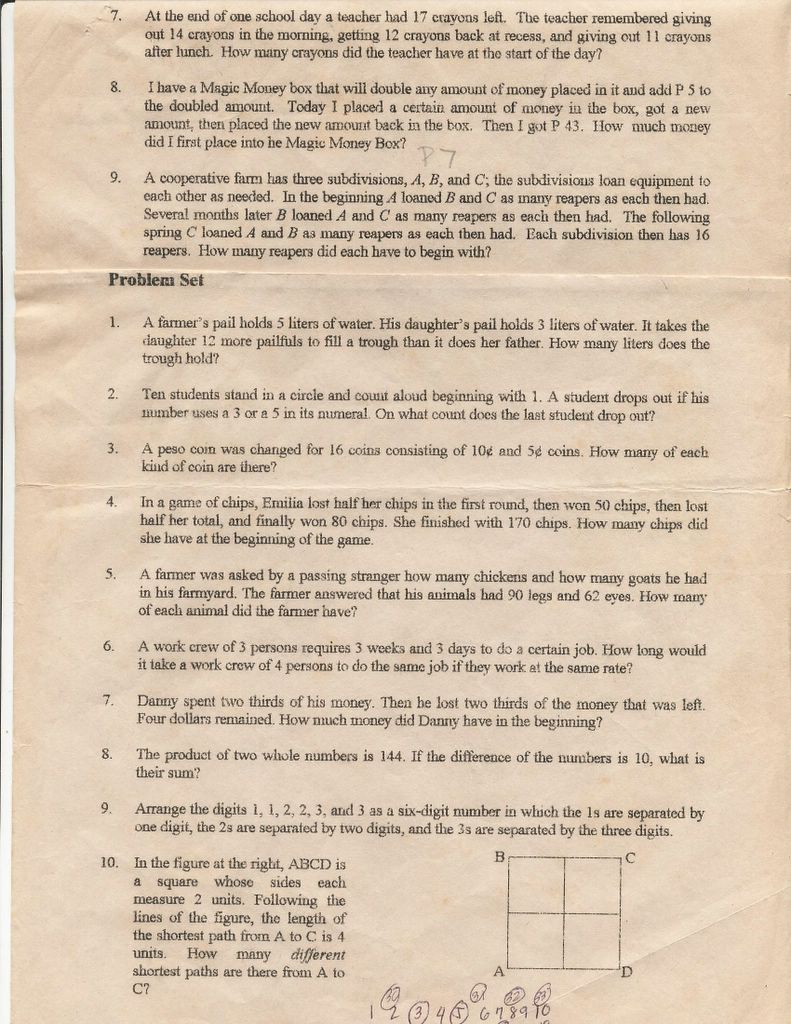 7. At the end of one school day a teacher had 17 crayons left. The teacher remembered giving
out 14 crayons in the morning, getting 12 crayons back at recess, and giving out 11 crayons
after lunch. How many crayons did the teacher have at the start of the day?
8. I have a Magic Money box that will double any amount of money placed in it and add P 5 to
the doubled amount. Today I placed a certain amount of money in the box, got a new
amount, then placed the new amount back in the box. Then I got P 43. How much money
did I first place into he Magic Money Box?
P7
9. A cooperative farm has three subdivisions, A, B, and C; the subdivisions loan equipment to
each other as needed. In the beginning A loaned B and C as many reapers as each then had.
Several months later B loaned A and C as many reapers as each then had. The following
spring C loaned A and B as many reapers as each then had. Each subdivision then has 16
reapers. How many reapers did each have to begin with?
Problem Set
1. A farmer's pail holds 5 liters of water. His daughter's pail holds 3 liters of water. It takes the
daughter 12 more pailfuls to fill a trough than it does her father. How many liters does the
trough hold?
2. Ten students stand in a circle and count aloud beginning with 1. A student drops out if his
number uses a 3 or a 5 in its numeral. On what count does the last student drop out?
3. A peso coin was changed for 16 coins consisting of 10¢ and 5¢ coins. How many of each
kind of coin are there?
4. In a game of chips, Emilia lost half her chips in the first round, then won 50 chips, then lost
half her total, and finally won 80 chips. She finished with 170 chips. How many chips did
she have at the beginning of the game.
5. A farmer was asked by a passing stranger how many chickens and how many goats he had
in his farmyard. The farmer answered that his animals had 90 legs and 62 eyes. How many
of each animal did the farmer have?
6. A work crew of 3 persons requires 3 weeks and 3 days to do a certain job. How long would
it take a work crew of 4 persons to do the same job if they work at the same rate?
7. Danny spent two thirds of his money. Then he lost two thirds of the money that was left.
Four dollars remained. How much money did Danny have in the beginning?
8. The product of two whole numbers is 144. If the difference of the numbers is 10, what is
their sum?
9. Arrange the digits 1, 1, 2, 2, 3, and 3 as a six-digit number in which the 1s are separated by
one digit, the 2s are separated by two digits, and the 3s are separated by the three digits.
10. In the figure at the right, ABCD is
a square whose sides each
measure 2 units. Following the
lines of the figure, the length of
the shortest path from A to C is 4
units. How many different
shortest paths are there from A to
C?
B C
A D
1 2 3 4 5 6 7 8 9 10